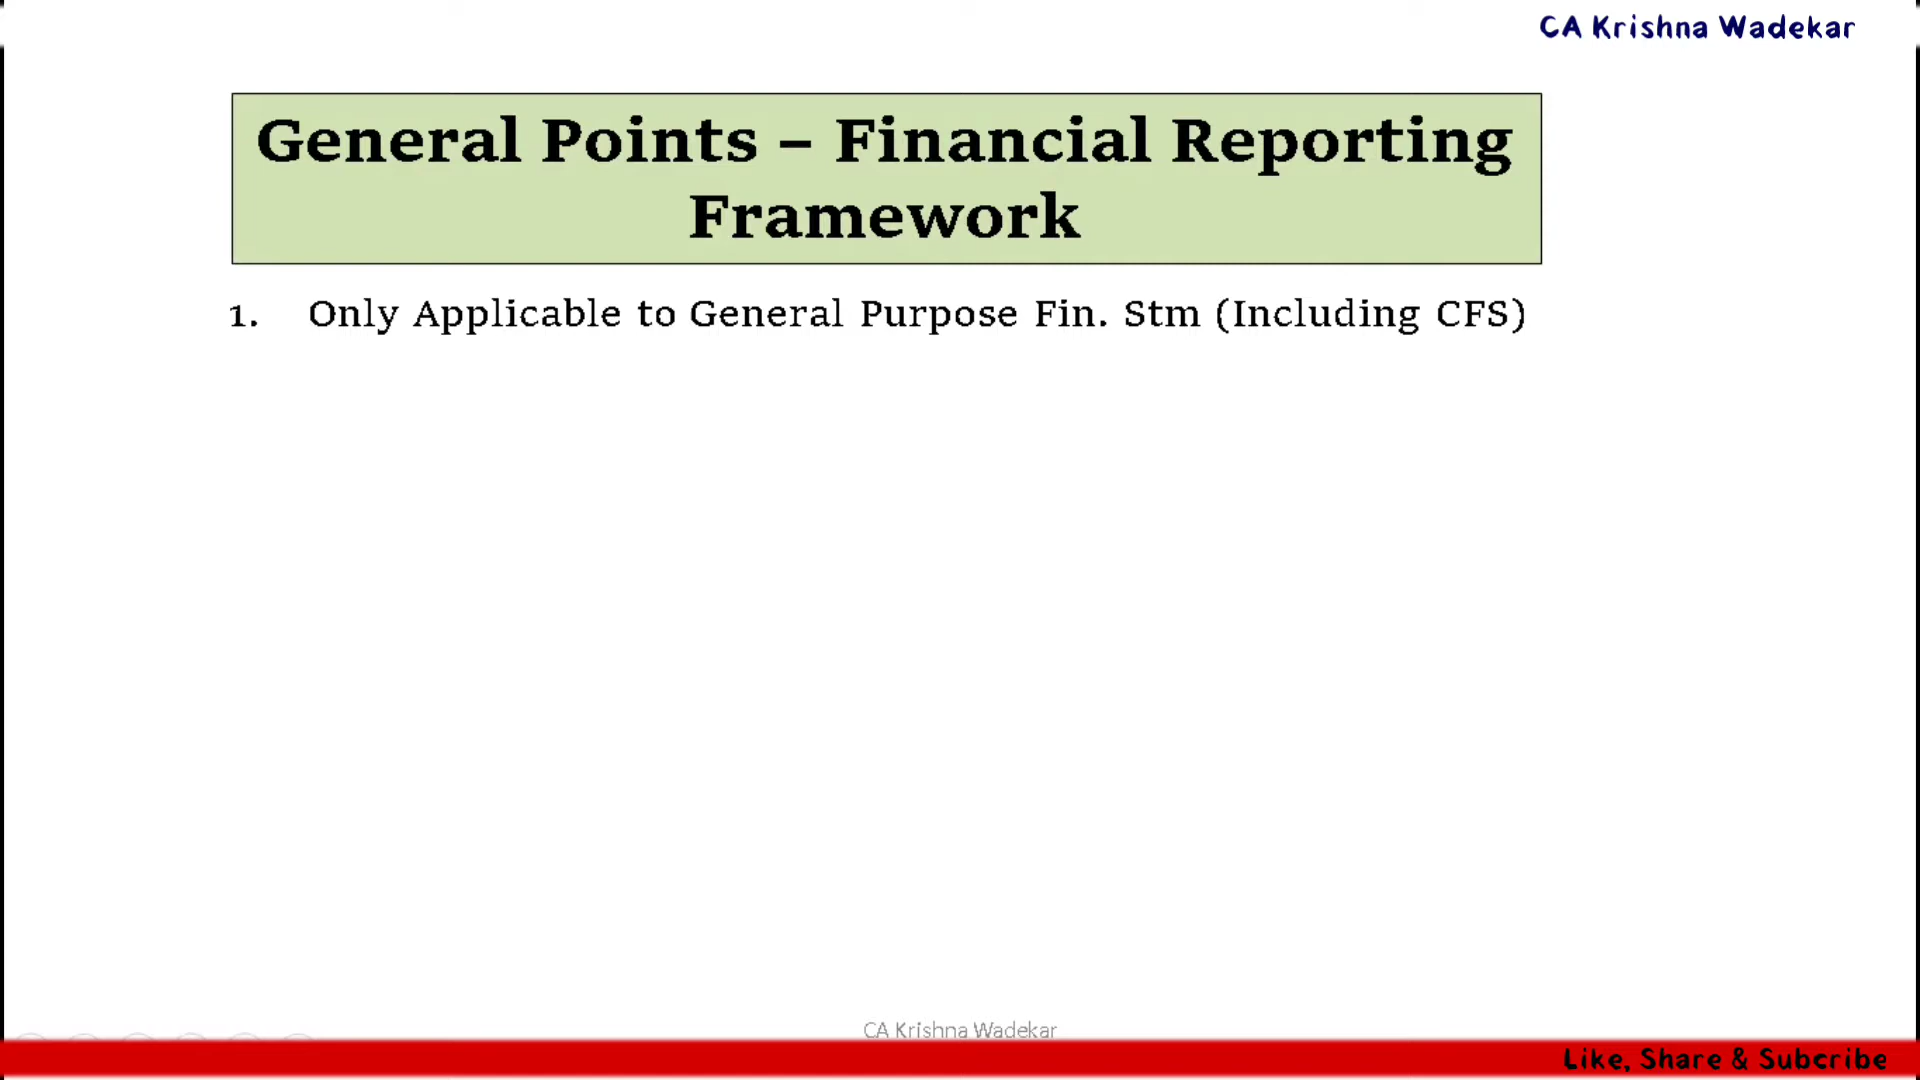 CA Krishna Wadekar
General Points – Financial Reporting
Framework
1. Only Applicable to General Purpose Fin. Stm (Including CFS)
CA Krishna Wadekar
Like, Share & Subcribe